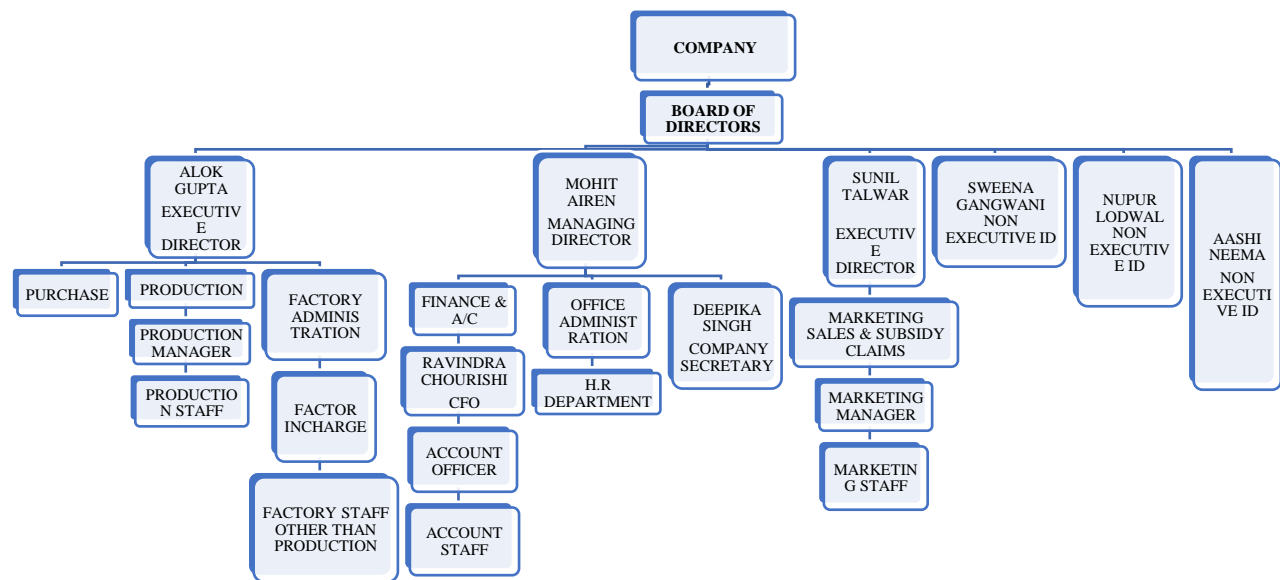 COMPANY
BOARD OF
DIRECTORS
ALOK
GUPTA
EXECUTIV
E
DIRECTOR
PURCHASE
PRODUCTION
PRODUCTION
MANAGER
PRODUCTIO
N STAFF
FACTORY
ADMINIS
TRATION
FACTOR
INCHARGE
FACTORY STAFF
OTHER THAN
PRODUCTION
MOHIT
AIREN
MANAGING
DIRECTOR
FINANCE &
A/C
RAVINDRA
CHOURISHI
CFO
ACCOUNT
OFFICER
ACCOUNT
STAFF
OFFICE
ADMINIST
RATION
H.R
DEPARTMENT
DEEPIKA
SINGH
COMPANY
SECRETARY
SUNIL
TALWAR
EXECUTIV
E
DIRECTOR
MARKETING
SALES & SUBSIDY
CLAIMS
MARKETING
MANAGER
MARKETIN
G STAFF
SWEENA
GANGWANI
NON
EXECUTIVE ID
NUPUR
LODWAL
NON
EXECUTIV
E ID
AASHI
NEEMA
NON
EXECUTI
VE ID